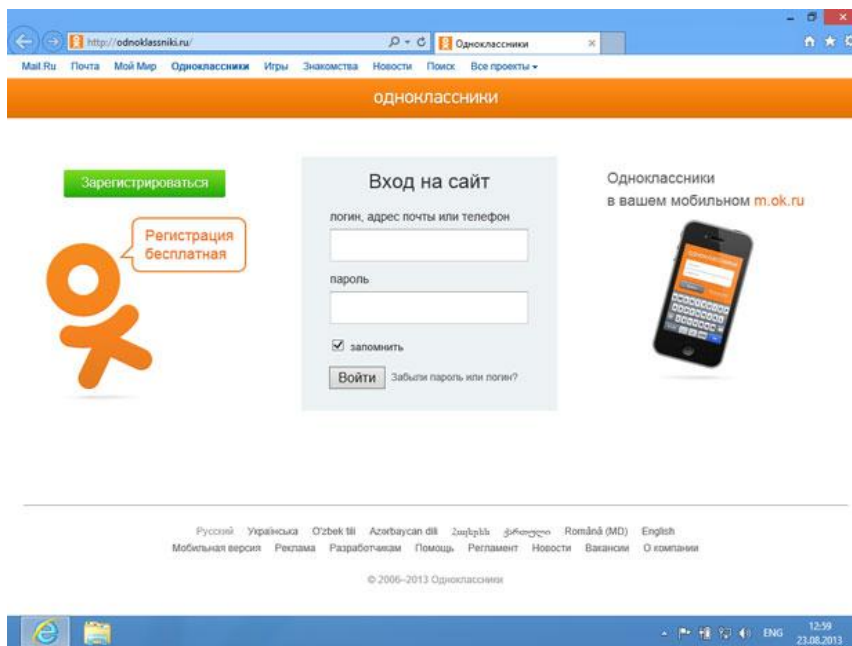 http://odnoklassniki.ru/
Одноклассники
Mail.Ru Почта Мой Мир Одноклассники Игры Знакомства Новости Поиск Все проекты
одноклассники
Зарегистрироваться
Регистрация
бесплатная
Вход на сайт
логин, адрес почты или телефон
пароль
запомнить
Войти Забыли пароль или логин?
Одноклассники
в вашем мобильном m.ok.ru
Русский Українська O'zbek tili Azərbaycan dili Հայերեն ქართული Română (MD) English
Мобильная версия Реклама Разработчикам Помощь Регламент Новости Вакансии О компании
© 2006–2013 Одноклассники
ENG
12:59
23.08.2013